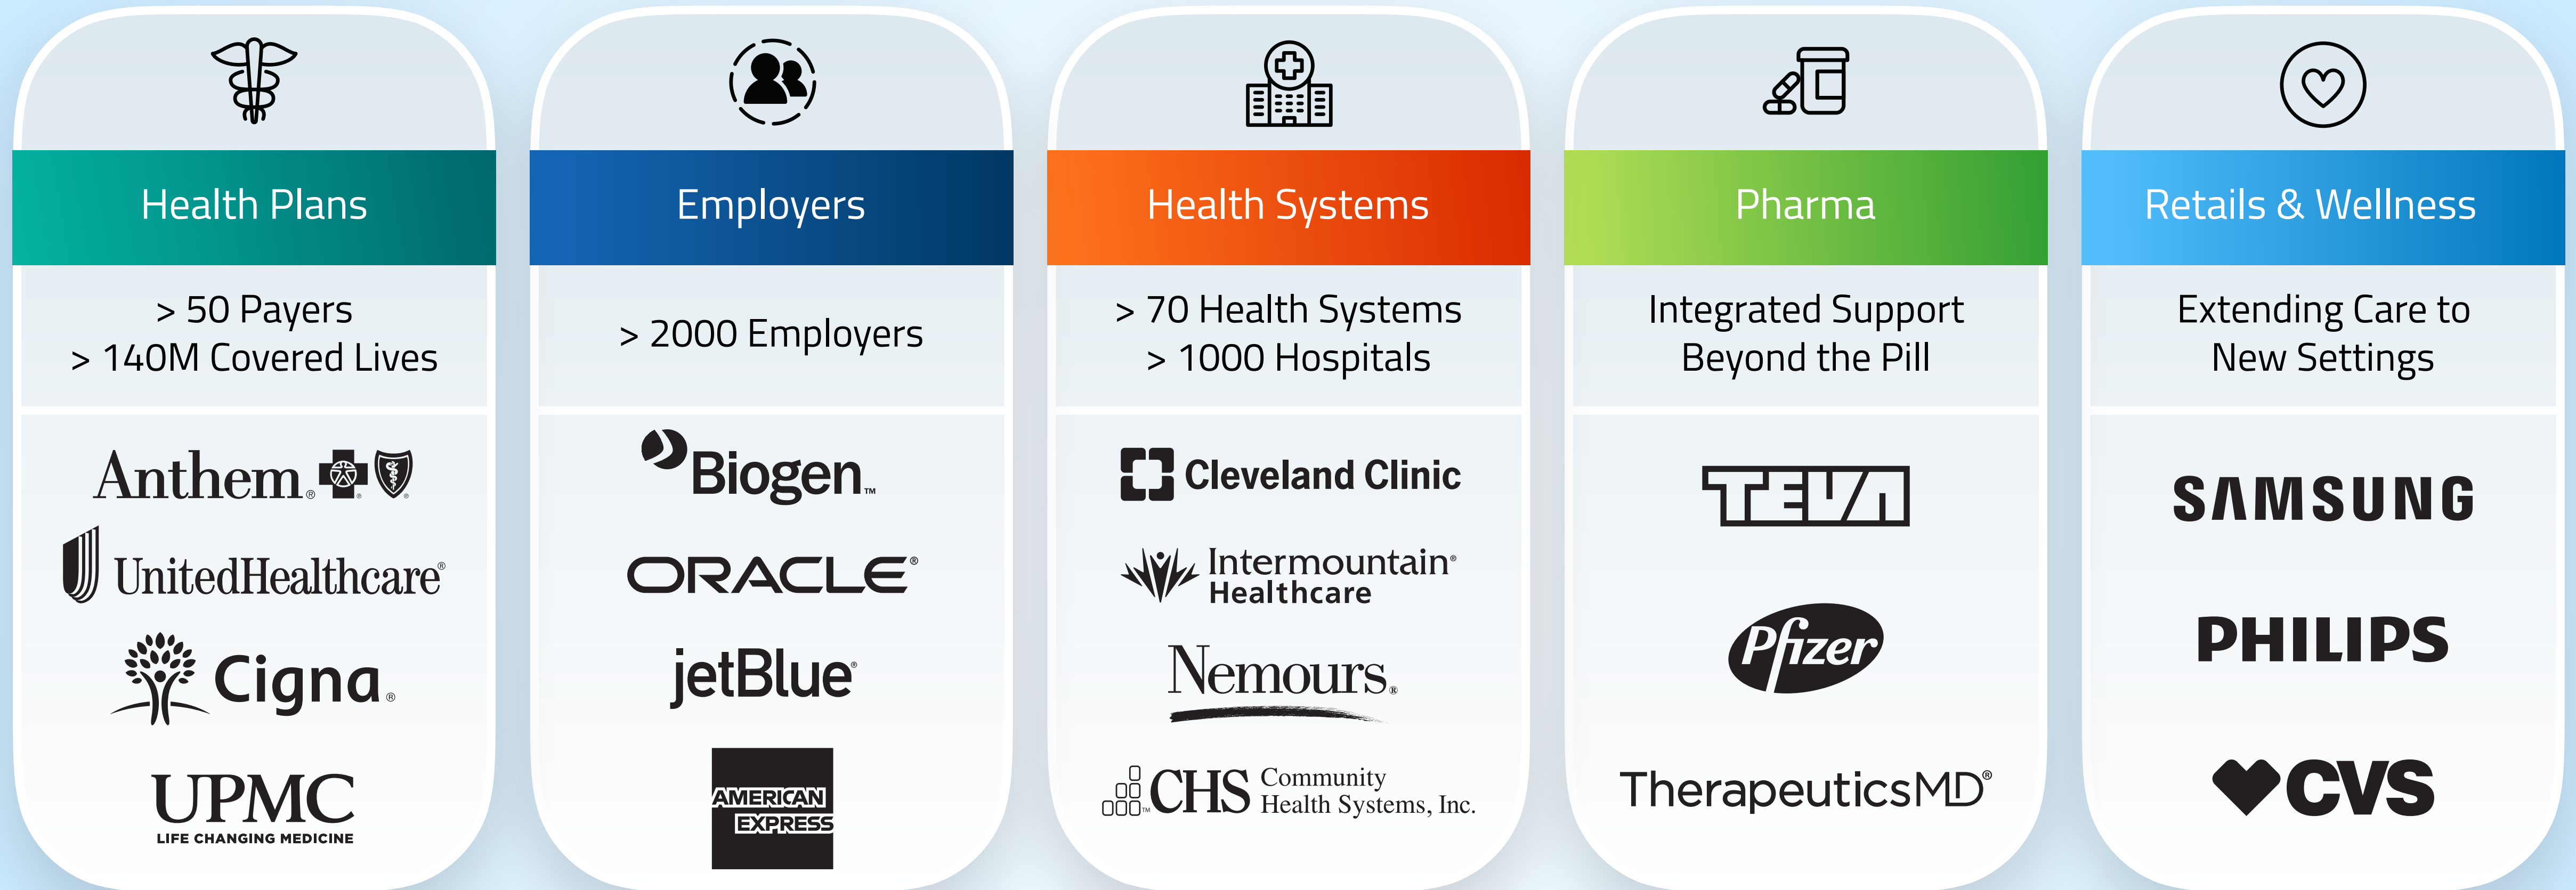 Health Plans
> 50 Payers
> 140M Covered Lives
Anthem®
UnitedHealthcare®
Cigna®
UPMC
LIFE CHANGING MEDICINE
Employers
> 2000 Employers
Biogen™
ORACLE®
jetBlue®
AMERICAN
EXPRESS
Health Systems
> 70 Health Systems
> 1000 Hospitals
Cleveland Clinic
Intermountain®
Healthcare
Nemours®
CHS Community
Health Systems, Inc.
Pharma
Integrated Support
Beyond the Pill
TEVA
Pfizer
TherapeuticsMD®
Retails & Wellness
Extending Care to
New Settings
SAMSUNG
PHILIPS
CVS